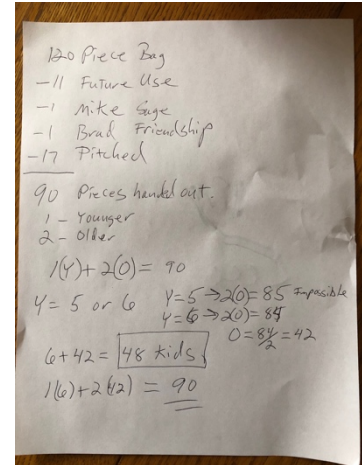 120 Piece Bag
-11 Future Use
-1 Mike Sage
-1 Brad Friendship
-17 Pitched
90 Pieces handed out.
1 - Younger
2 - Older
1(Y) + 2(O) = 90
Y = 5 or 6 Y=5 → 2(O) = 85 Impossible
Y=6 → 2(O) = 84
O = 84/2 = 42
6+42 = 48 kids
1(6)+2(42) = 90